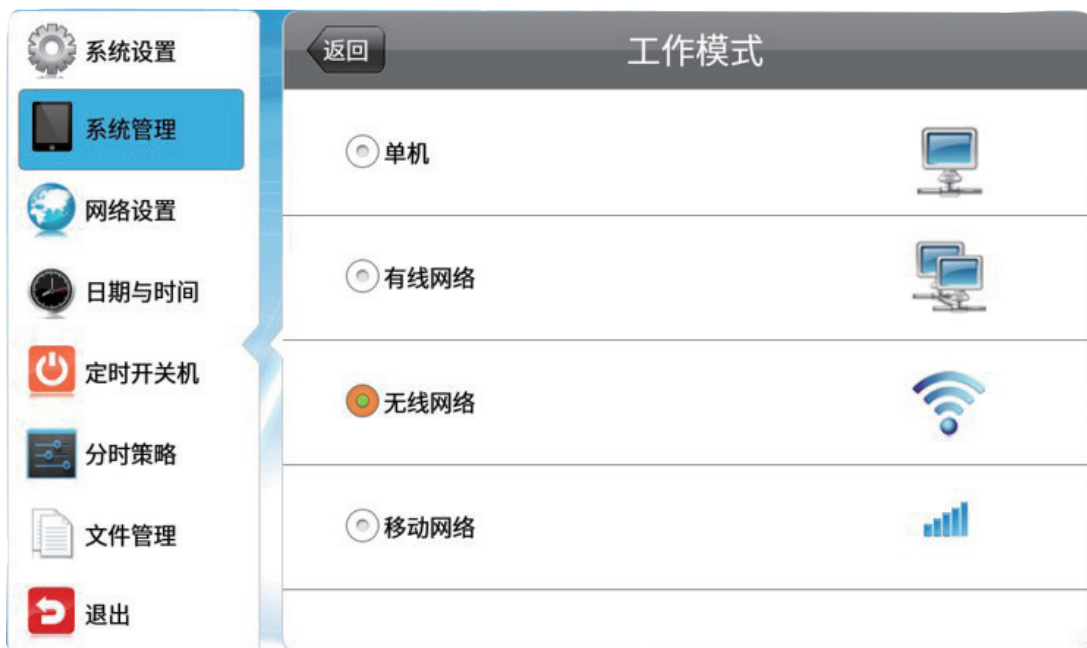 系统设置
系统管理
网络设置
日期与时间
定时开关机
分时策略
文件管理
退出
返回
工作模式
单机
有线网络
无线网络
移动网络